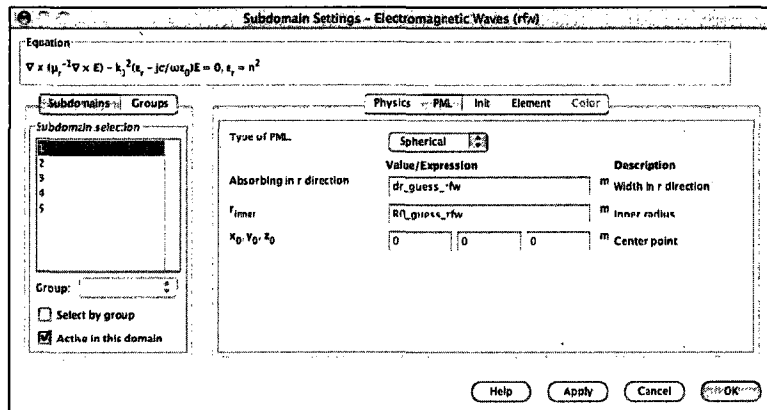 Subdomain Settings - Electromagnetic Waves (rfw)
Equation
∇ × (μr⁻¹∇ × E) - k0²(εr - jσ/ωε0)E = 0, εr = n²
Subdomains Groups
Subdomain selection
1
2
3
4
5
Group:
Select by group
Active in this domain
Physics PML Init Element Color
Type of PML Spherical
Value/Expression Description
Absorbing in r direction dr_guess_rfw m Width in r direction
rinner R0_guess_rfw m Inner radius
x0, y0, z0 0 0 0 m Center point
Help Apply Cancel OK